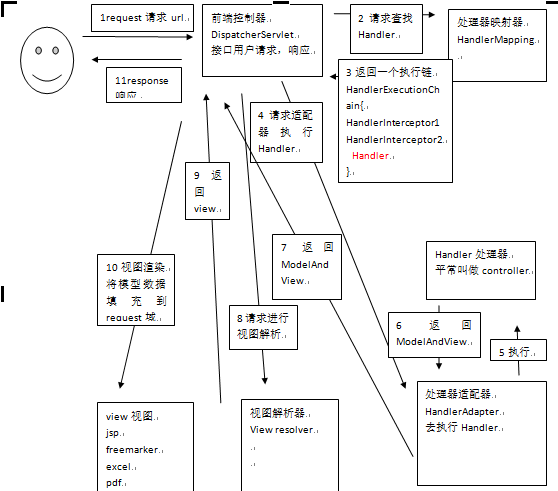 1request 请求 url
前端控制器
DispatcherServlet
接口用户请求，响应
2 请求查找
Handler
处理器映射器
HandlerMapping
3 返回一个执行链
HandlerExecutionCh
ain{
HandlerInterceptor1
HandlerInterceptor2
Handler
}
11response
响应
4 请求适配
器执行
Handler
9 返
回
view
7 返回
ModelAnd
View
Handler 处理器
平常叫做 controller
10 视图渲染
将模型数据
填充到
request 域
8 请求进行
视图解析
6 返回
ModelAndView
5 执行
view 视图
jsp
freemarker
excel
pdf
视图解析器
View resolver
处理器适配器
HandlerAdapter
去执行 Handler